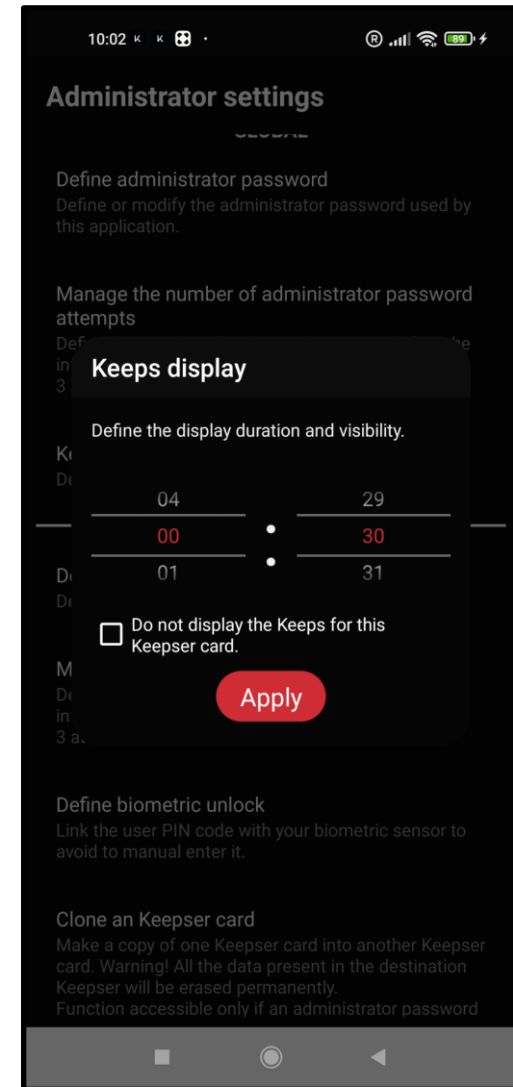 10:02 K K
R 89
Administrator settings
GLOBAL
Define administrator password
Define or modify the administrator password used by
this application.
Manage the number of administrator password
attempts
3
Keeps display
Define the display duration and visibility.
04 29
00 : 30
01 31
Do not display the Keeps for this
Keepser card.
Apply
3 a
Define biometric unlock
Link the user PIN code with your biometric sensor to
avoid to manual enter it.
Clone an Keepser card
Make a copy of one Keepser card into another Keepser
card. Warning! All the data present in the destination
Keepser will be erased permanently.
Function accessible only if an administrator password